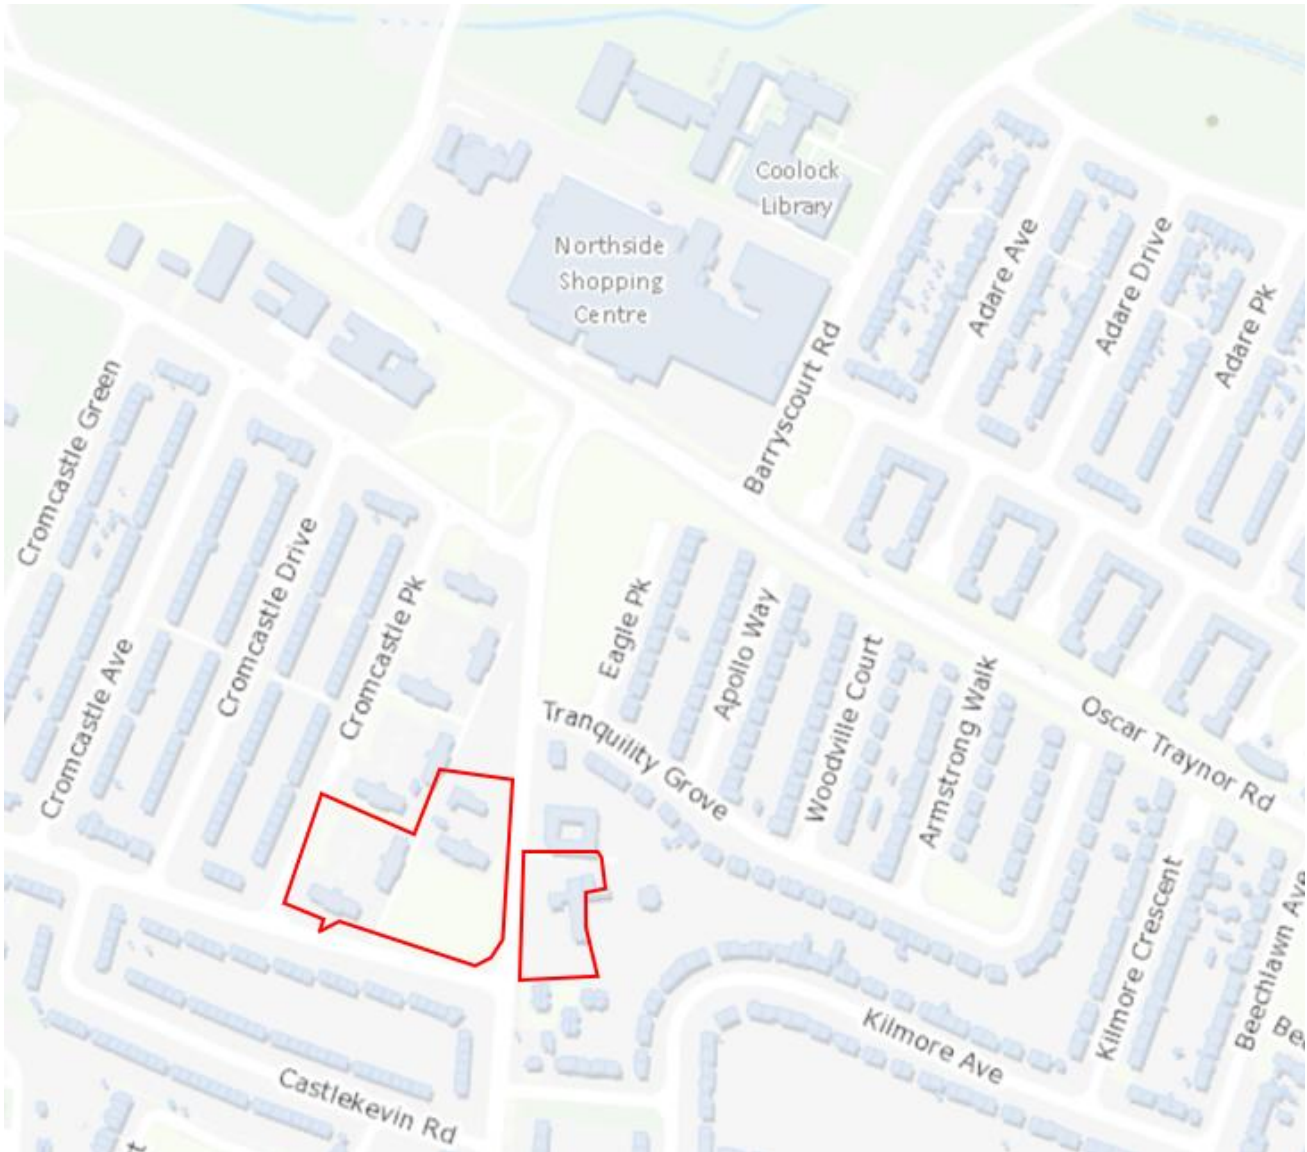 Coolock
Library
Northside
Shopping
Centre
Adare Ave
Adare Drive
Adare Pk
Barryscourt Rd
Cromcastle Green
Cromcastle Drive
Cromcastle Pk
Cromcastle Ave
Eagle Pk
Apollo Way
Woodville Court
Armstrong Walk
Tranquility Grove
Oscar Traynor Rd
Kilmore Crescent
Beechlawn Ave
Kilmore Ave
Castlekevin Rd